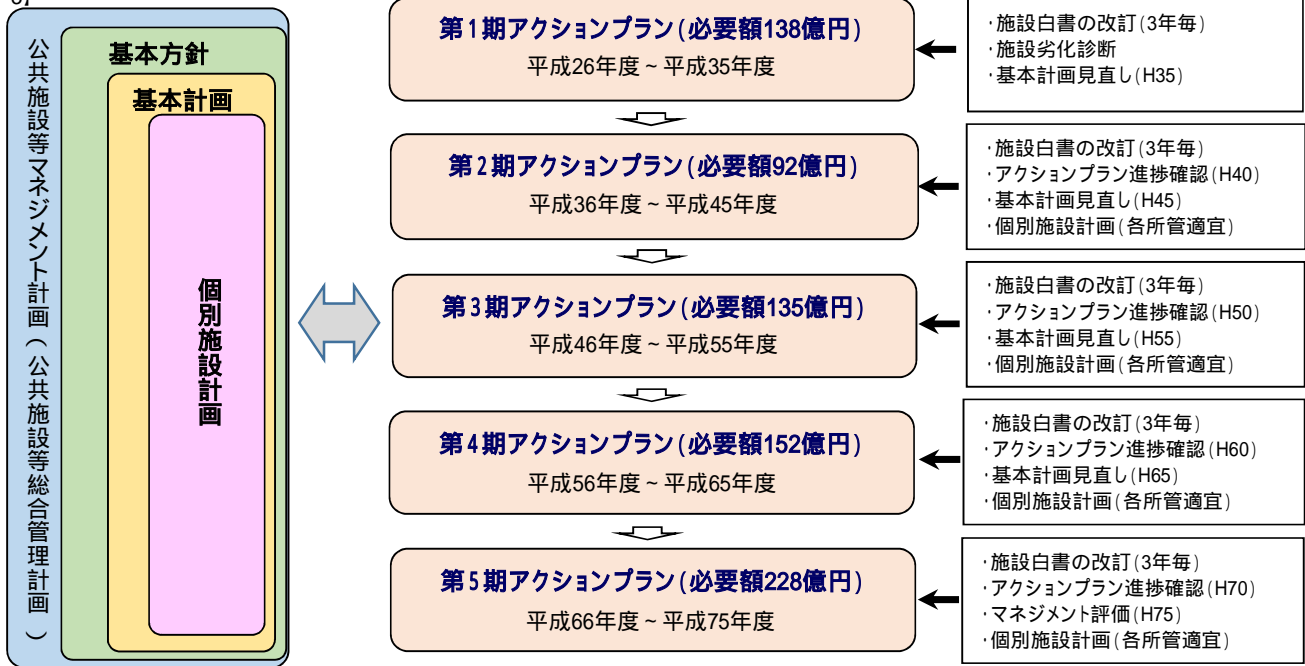 公共施設等マネジメント計画（公共施設等総合管理計画）
基本方針
基本計画
個別施設計画
第1期アクションプラン(必要額138億円)
平成26年度～平成35年度
・施設白書の改訂(3年毎)
・施設劣化診断
・基本計画見直し(H35)
第2期アクションプラン(必要額92億円)
平成36年度～平成45年度
・施設白書の改訂(3年毎)
・アクションプラン進捗確認(H40)
・基本計画見直し(H45)
・個別施設計画(各所管適宜)
第3期アクションプラン(必要額135億円)
平成46年度～平成55年度
・施設白書の改訂(3年毎)
・アクションプラン進捗確認(H50)
・基本計画見直し(H55)
・個別施設計画(各所管適宜)
第4期アクションプラン(必要額152億円)
平成56年度～平成65年度
・施設白書の改訂(3年毎)
・アクションプラン進捗確認(H60)
・基本計画見直し(H65)
・個別施設計画(各所管適宜)
第5期アクションプラン(必要額228億円)
平成66年度～平成75年度
・施設白書の改訂(3年毎)
・アクションプラン進捗確認(H70)
・マネジメント評価(H75)
・個別施設計画(各所管適宜)